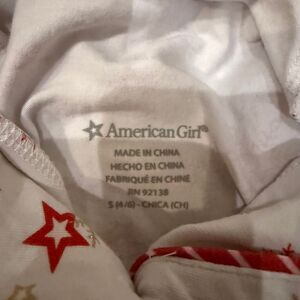 American Girl®
MADE IN CHINA
HECHO EN CHINA
FABRIQUÉ EN CHINE
RN 92138
S (4/6) - CHICA (CH)